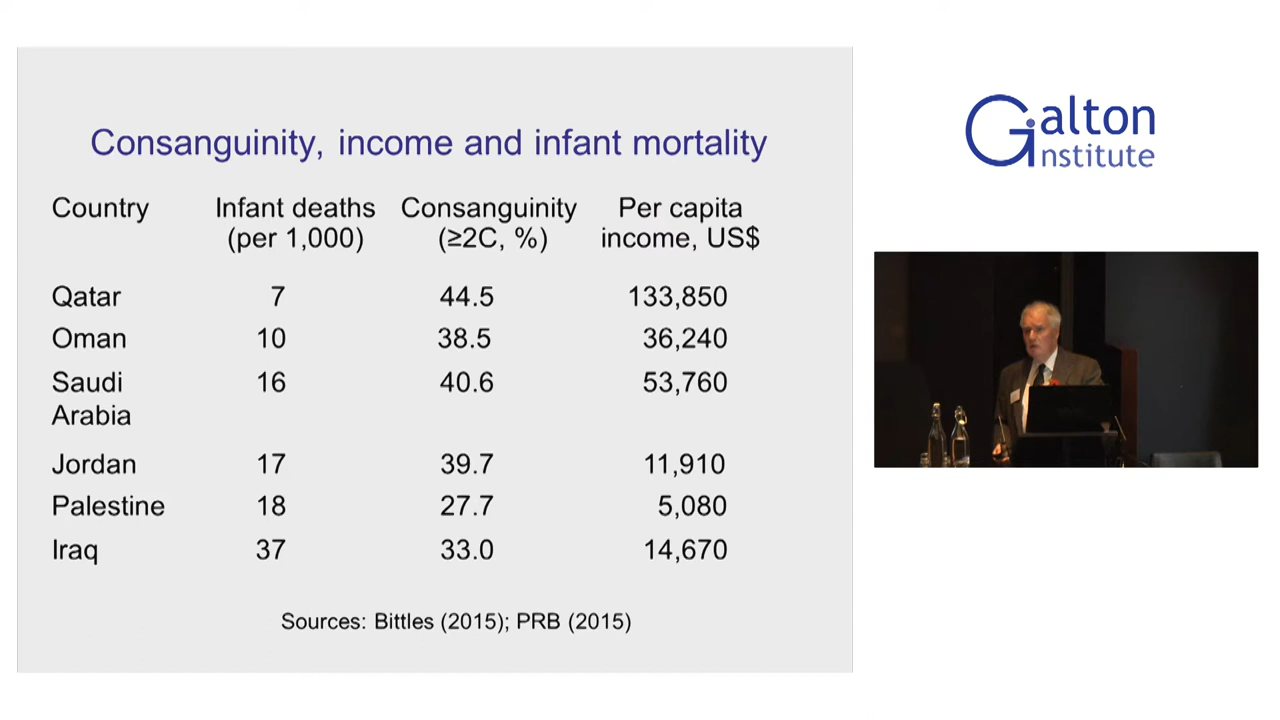 Consanguinity, income and infant mortality
Country Infant deaths Consanguinity Per capita
(per 1,000) (≥2C, %) income, US$
Qatar 7 44.5 133,850
Oman 10 38.5 36,240
Saudi 16 40.6 53,760
Arabia
Jordan 17 39.7 11,910
Palestine 18 27.7 5,080
Iraq 37 33.0 14,670
Sources: Bittles (2015); PRB (2015)
Galton
institute